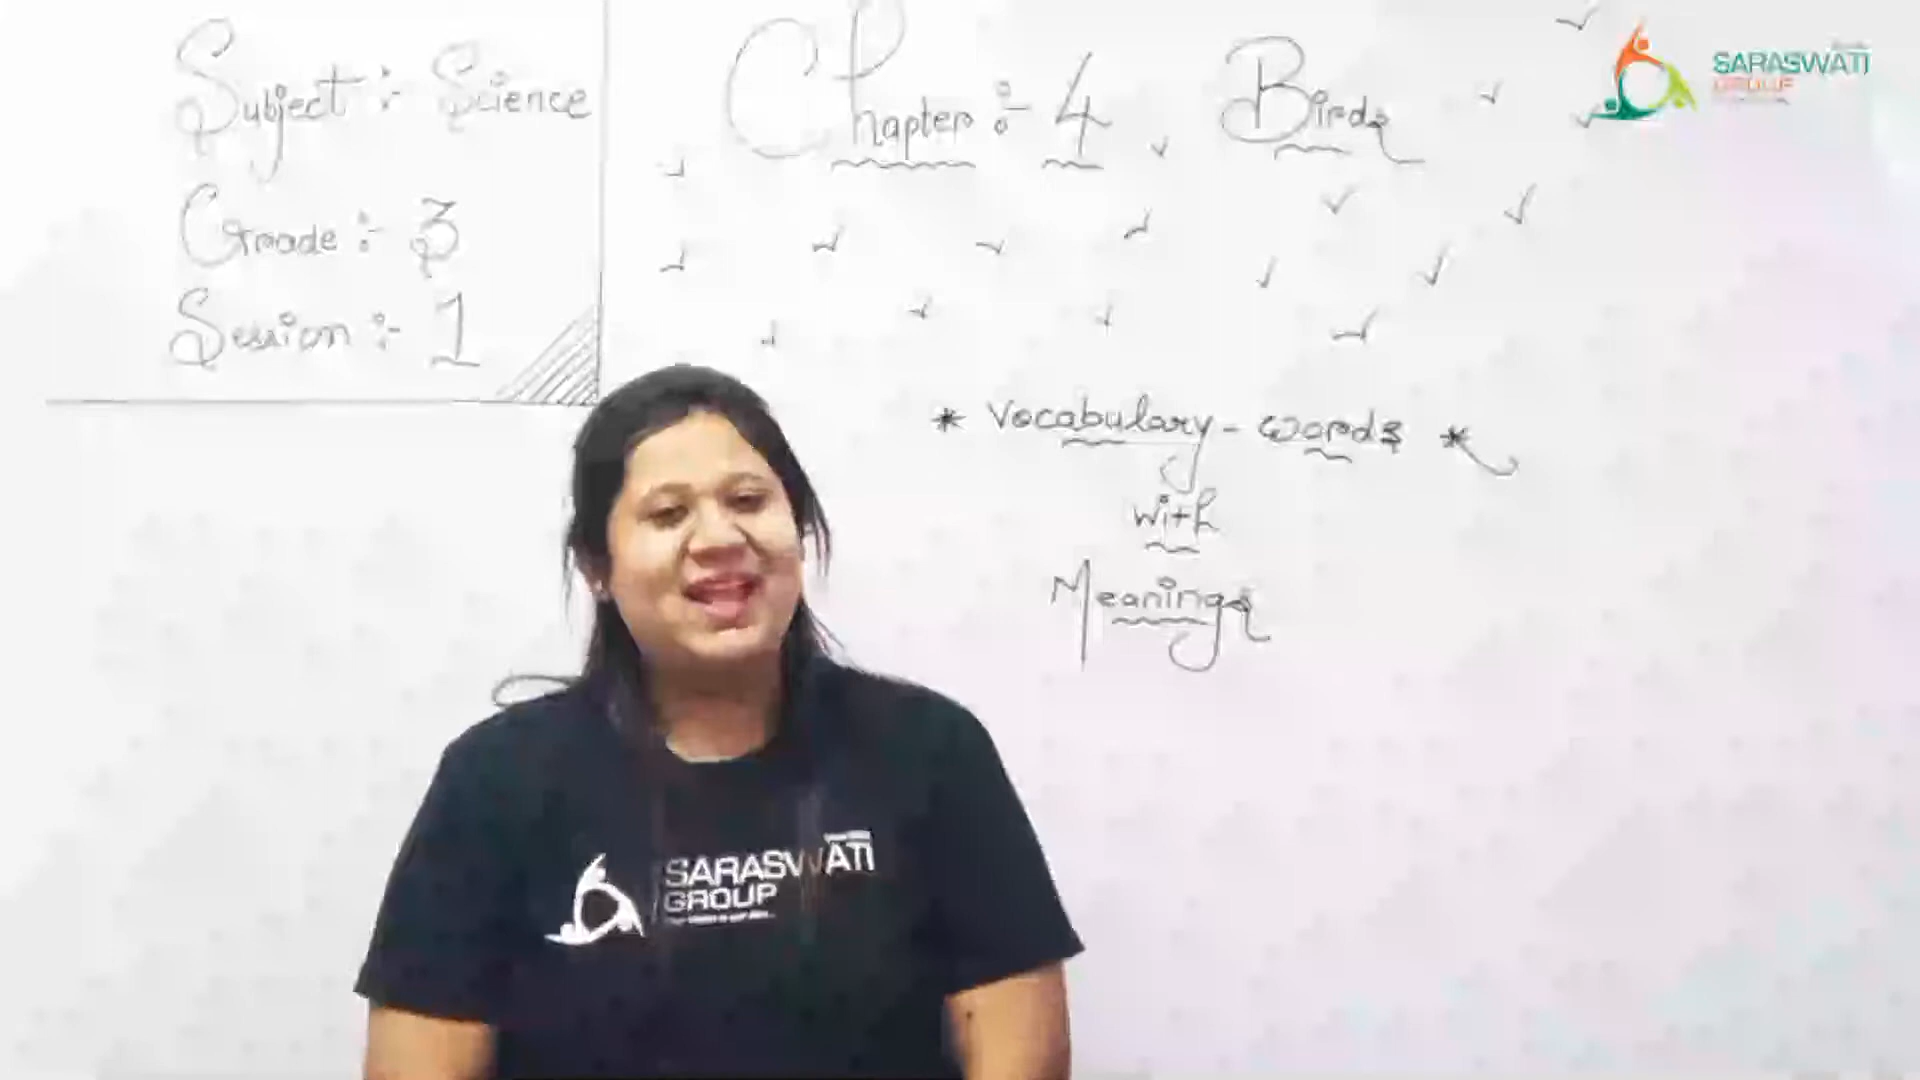 Subject :- Science
Grade :- 3
Session :- 1
Chapter :- 4 Birds
* Vocabulary - words *
with
Meanings
SARASWATI
GROUP
SARASWATI
GROUP